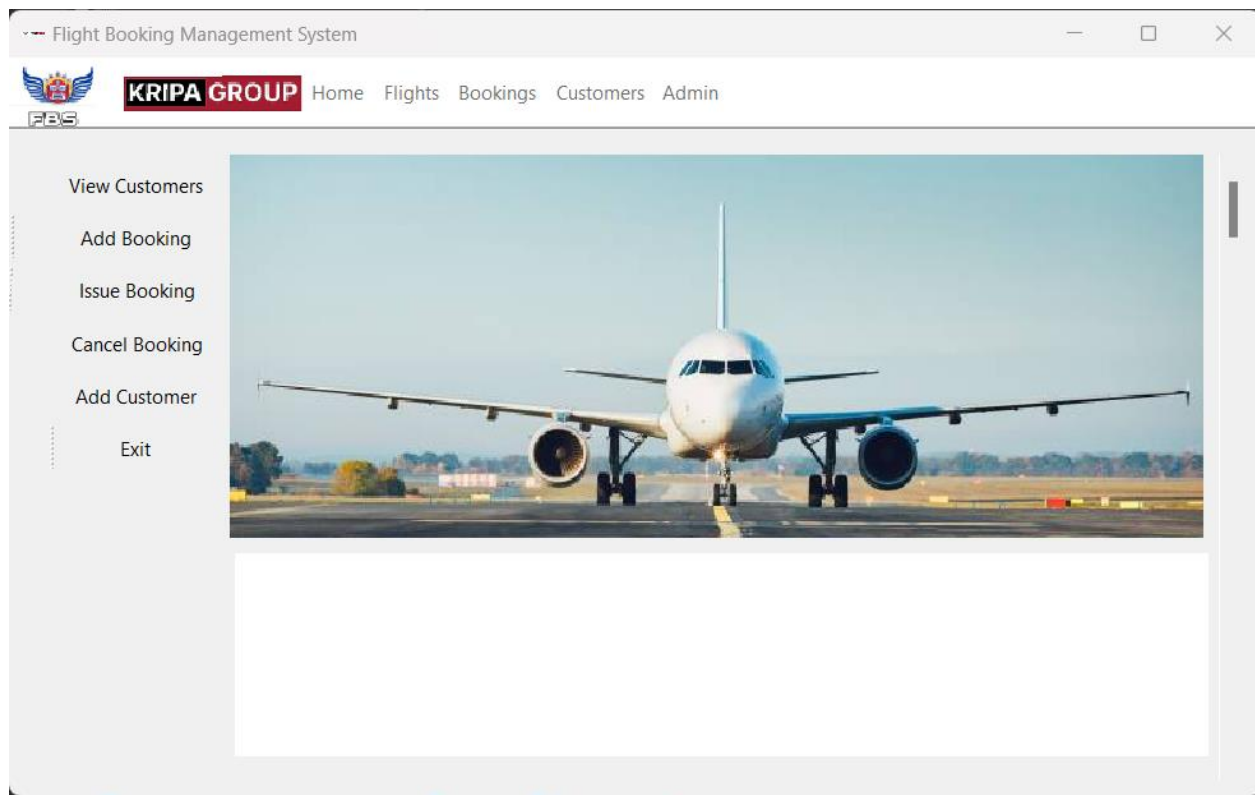 Flight Booking Management System
KRIPA GROUP Home Flights Bookings Customers Admin
FBS
View Customers
Add Booking
Issue Booking
Cancel Booking
Add Customer
Exit